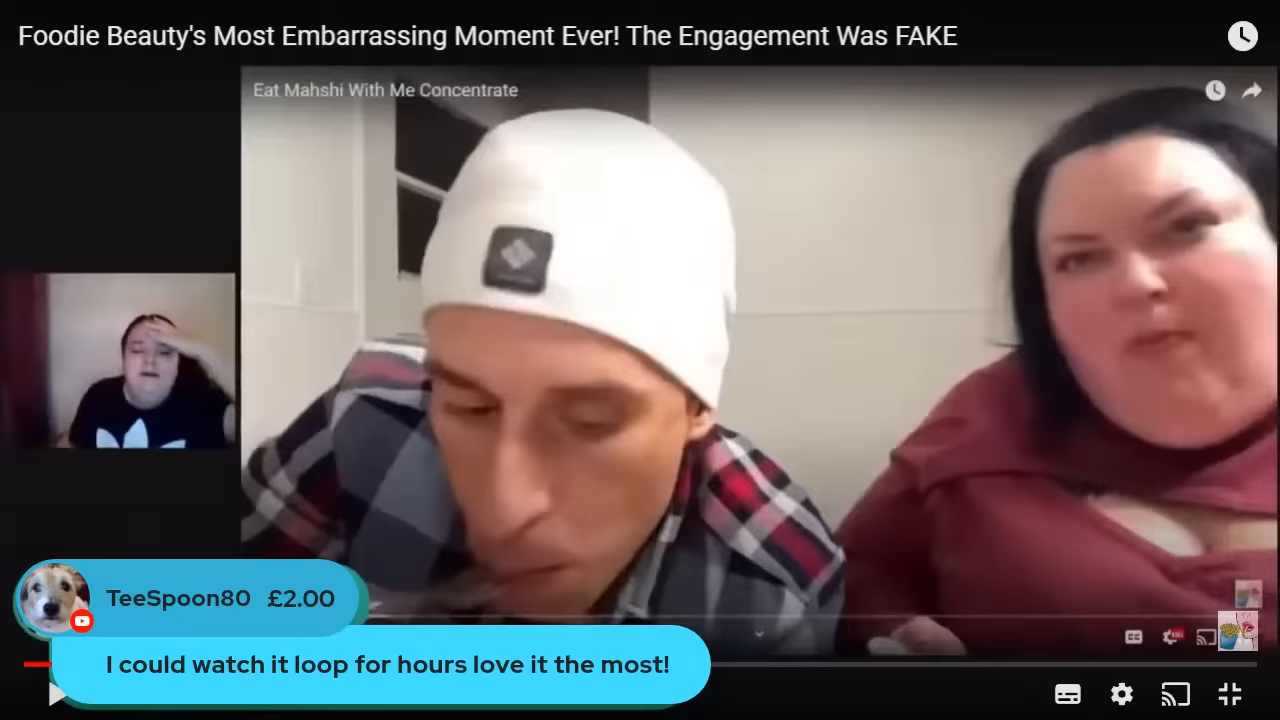 Foodie Beauty's Most Embarrassing Moment Ever! The Engagement Was FAKE
Eat Mahshi With Me Concentrate
TeeSpoon80 £2.00
I could watch it loop for hours love it the most!
CC